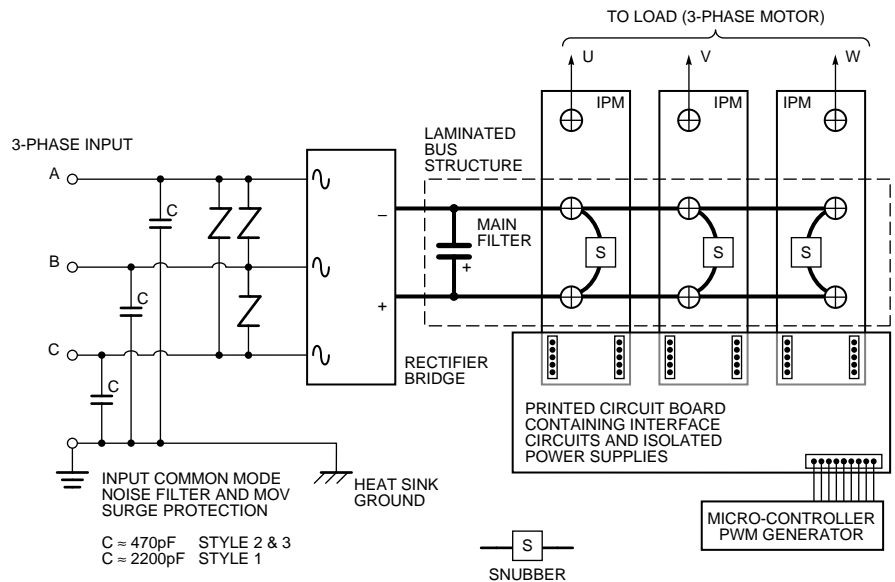 TO LOAD (3-PHASE MOTOR)
U
V
W
IPM
IPM
IPM
LAMINATED
BUS
STRUCTURE
3-PHASE INPUT
A
B
C
C
C
C
–
+
MAIN
FILTER
+
S
S
S
RECTIFIER
BRIDGE
PRINTED CIRCUIT BOARD
CONTAINING INTERFACE
CIRCUITS AND ISOLATED
POWER SUPPLIES
MICRO-CONTROLLER
PWM GENERATOR
HEAT SINK
GROUND
INPUT COMMON MODE
NOISE FILTER AND MOV
SURGE PROTECTION
C ≈ 470pF STYLE 2 & 3
C ≈ 2200pF STYLE 1
S
SNUBBER